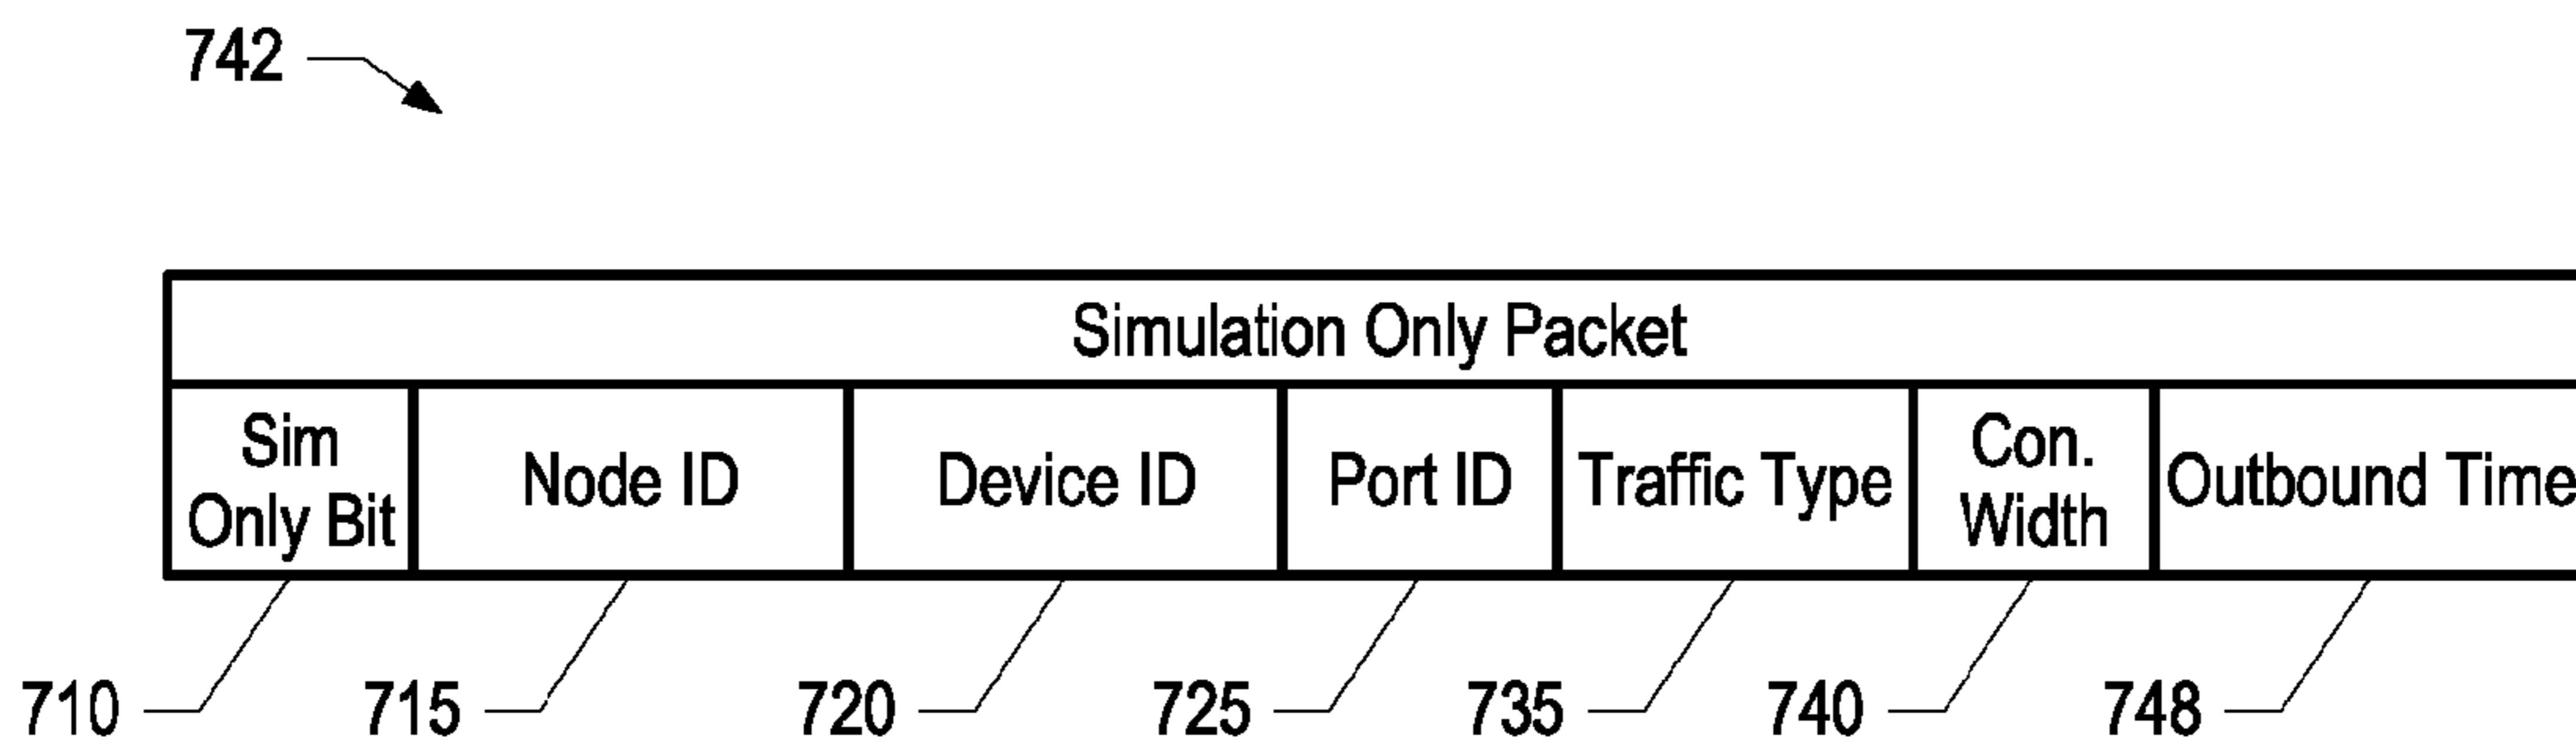 742
Simulation Only Packet
Sim
Only Bit
Node ID
Device ID
Port ID
Traffic Type
Con.
Width
Outbound Time
710
715
720
725
735
740
748